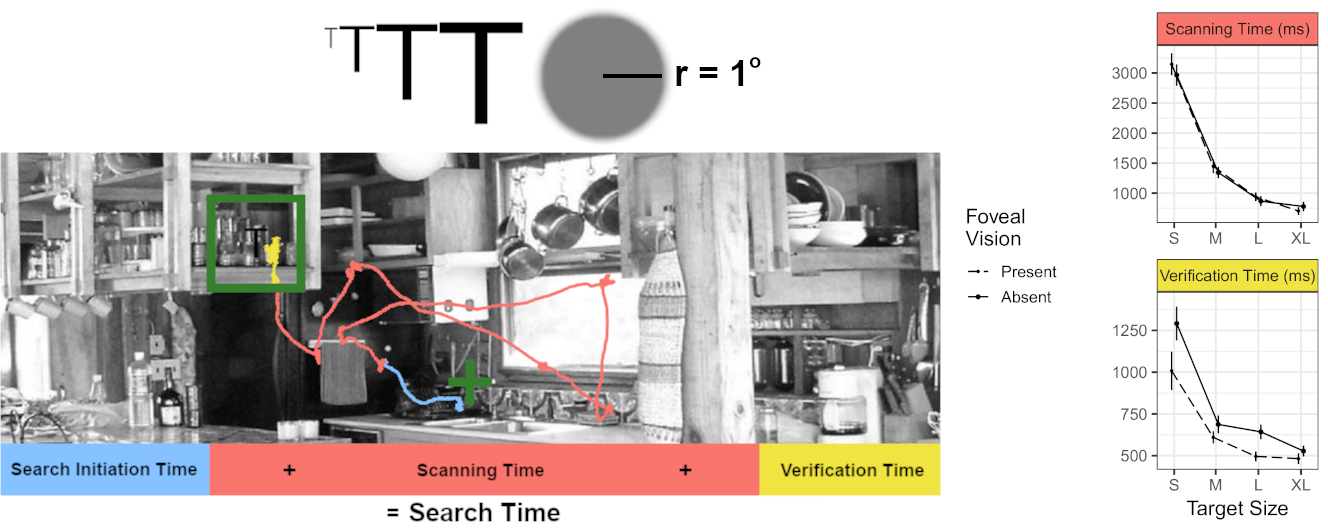 T T T T
r = 1°
T
Search Initiation Time + Scanning Time + Verification Time
= Search Time
Foveal
Vision
Present
Absent
Scanning Time (ms)
3000
2500
2000
1500
1000
S M L XL
Verification Time (ms)
1250
1000
750
500
S M L XL
Target Size